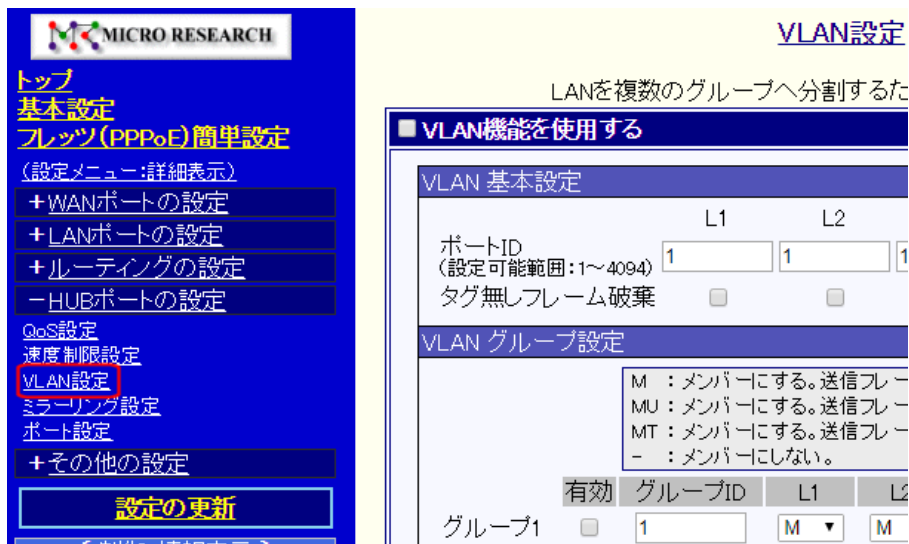 MICRO RESEARCH
トップ
基本設定
フレッツ(PPPoE)簡単設定
(設定メニュー:詳細表示)
+WANポートの設定
+LANポートの設定
+ルーティングの設定
－HUBポートの設定
QoS設定
速度制限設定
VLAN設定
ミラーリング設定
ポート設定
+その他の設定
設定の更新
VLAN設定
LANを複数のグループへ分割するた
■VLAN機能を使用する
VLAN 基本設定
L1 L2
ポートID
(設定可能範囲:1～4094) 1 1 1
タグ無しフレーム破棄
VLAN グループ設定
M ：メンバーにする。送信フレー
MU：メンバーにする。送信フレー
MT：メンバーにする。送信フレー
- ：メンバーにしない。
有効 グループID L1 L2
グループ1 1 M M